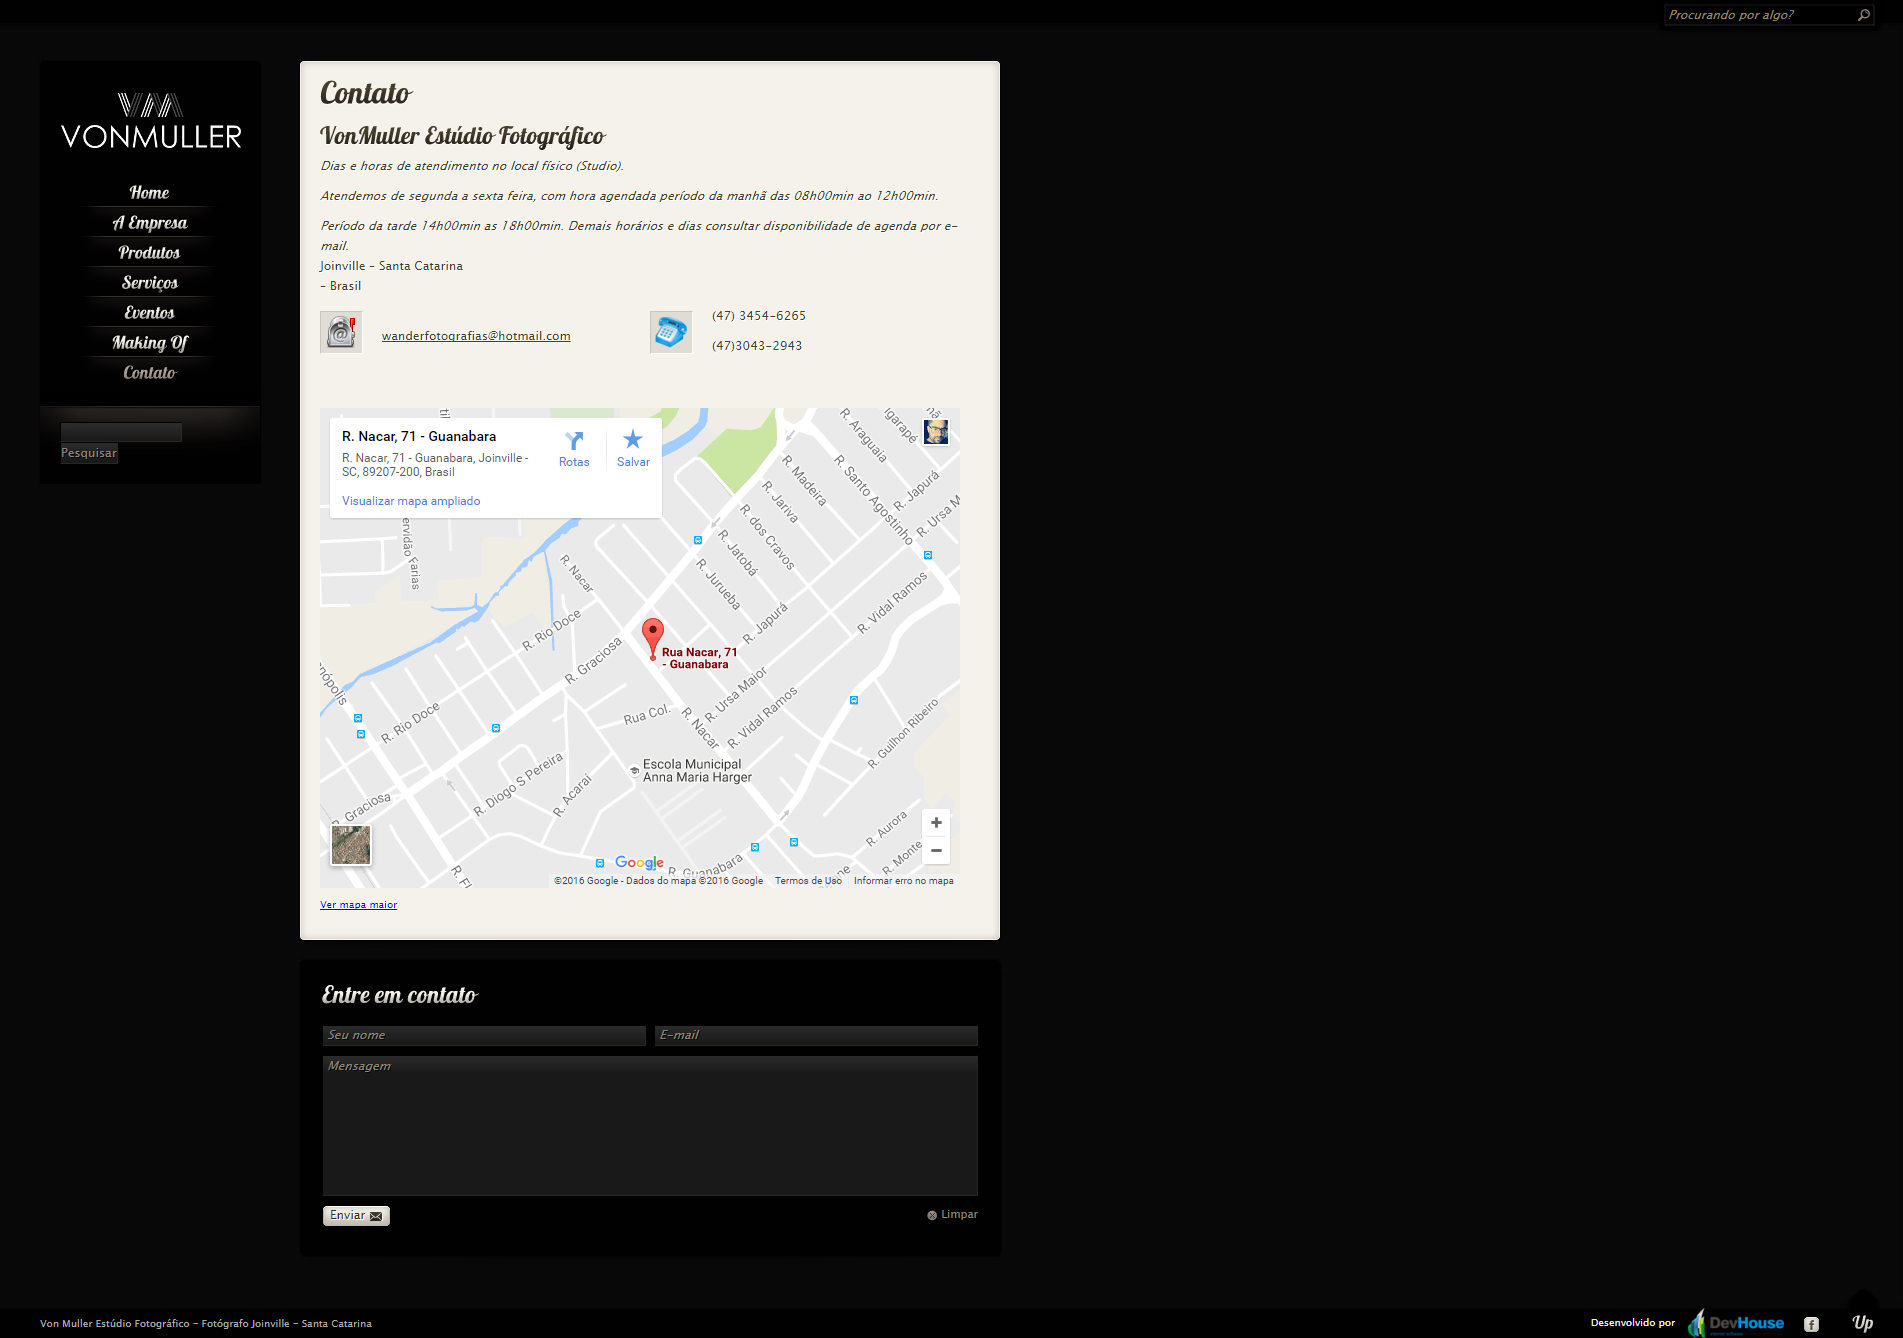 Procurando por algo?
VM
VONMULLER
Home
A Empresa
Produtos
Serviços
Eventos
Making Of
Contato
Pesquisar
Contato
VonMuller Estúdio Fotográfico
Dias e horas de atendimento no local físico (Studio).
Atendemos de segunda a sexta feira, com hora agendada período da manhã das 08h00min ao 12h00min.
Período da tarde 14h00min as 18h00min. Demais horários e dias consultar disponibilidade de agenda por e-
mail.
Joinville - Santa Catarina
- Brasil
wanderfotografias@hotmail.com
(47) 3454-6265
(47)3043-2943
R. Nacar, 71 - Guanabara
R. Nacar, 71 - Guanabara, Joinville -
SC, 89207-200, Brasil
Rotas
Salvar
Visualizar mapa ampliado
R. Araguaia
Igarapé
R. Madeira
R. Santo Agostinho
R. Japurá
R. Ursa M
R. Jariva
R. dos Cravos
R. Jatobá
R. Jurueba
R. Japurá
R. Vidal Ramos
ervidão Farias
R. Nacar
R. Rio Doce
R. Graciosa
Rua Nacar, 71
- Guanabara
R. Ursa Maior
R. Vidal Ramos
nópolis
R. Rio Doce
Rua Col.
R. Nacar
R. Guilhon Ribeiro
Escola Municipal
Anna Maria Harger
R. Diogo S Pereira
R. Acaraí
R. Graciosa
R. Aurora
R. Monte
R. Fl
R. Guanabara
Google
©2016 Google - Dados do mapa ©2016 Google
Termos de Uso
Informar erro no mapa
Ver mapa maior
Entre em contato
Seu nome
E-mail
Mensagem
Enviar
Limpar
Von Muller Estúdio Fotográfico - Fotógrafo Joinville - Santa Catarina
Desenvolvido por
DevHouse
f
Up